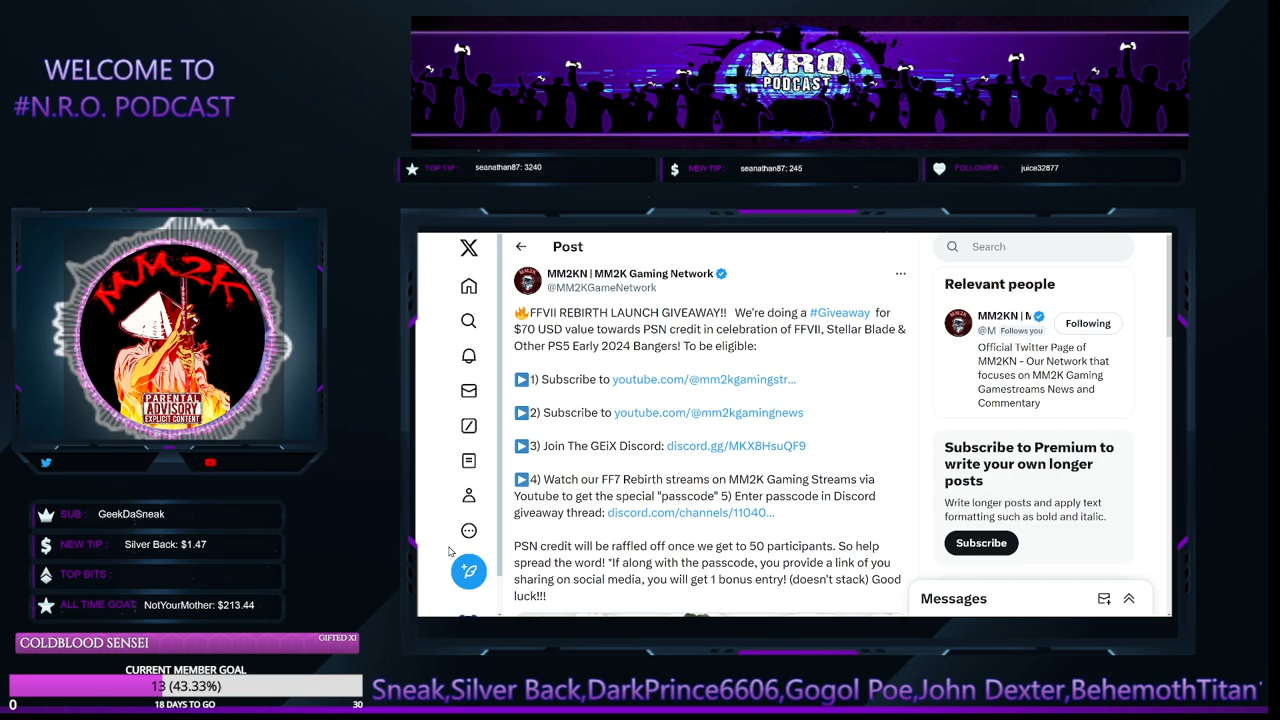 WELCOME TO
#N.R.O. PODCAST
NRO
PODCAST
TOP TIP : seanathan87: 3240
NEW TIP : seanathan87: 245
FOLLOWER : juice32877
MM2K
PARENTAL
ADVISORY
EXPLICIT CONTENT
SUB : GeekDaSneak
NEW TIP : Silver Back: $1.47
TOP BITS :
ALL TIME GOAT: NotYourMother: $213.44
COLDBLOOD SENSEI GIFTED XI
CURRENT MEMBER GOAL
13 (43.33%)
0 18 DAYS TO GO 30
Post
MM2KN | MM2K Gaming Network
@MM2KGameNetwork
🔥FFVII REBIRTH LAUNCH GIVEAWAY!! We're doing a #Giveaway for
$70 USD value towards PSN credit in celebration of FFVII, Stellar Blade &
Other PS5 Early 2024 Bangers! To be eligible:
▶1) Subscribe to youtube.com/@mm2kgamingstr...
▶2) Subscribe to youtube.com/@mm2kgamingnews
▶3) Join The GEiX Discord: discord.gg/MKX8HsuQF9
▶4) Watch our FF7 Rebirth streams on MM2K Gaming Streams via
Youtube to get the special "passcode" 5) Enter passcode in Discord
giveaway thread: discord.com/channels/11040...
PSN credit will be raffled off once we get to 50 participants. So help
spread the word! *If along with the passcode, you provide a link of you
sharing on social media, you will get 1 bonus entry! (doesn't stack) Good
luck!!!
Search
Relevant people
MM2KN | M
@M Follows you
Following
Official Twitter Page of
MM2KN - Our Network that
focuses on MM2K Gaming
Gamestreams News and
Commentary
Subscribe to Premium to
write your own longer
posts
Write longer posts and apply text
formatting such as bold and italic.
Subscribe
Messages
Sneak,Silver Back,DarkPrince6606,Gogol Poe,John Dexter,BehemothTitan